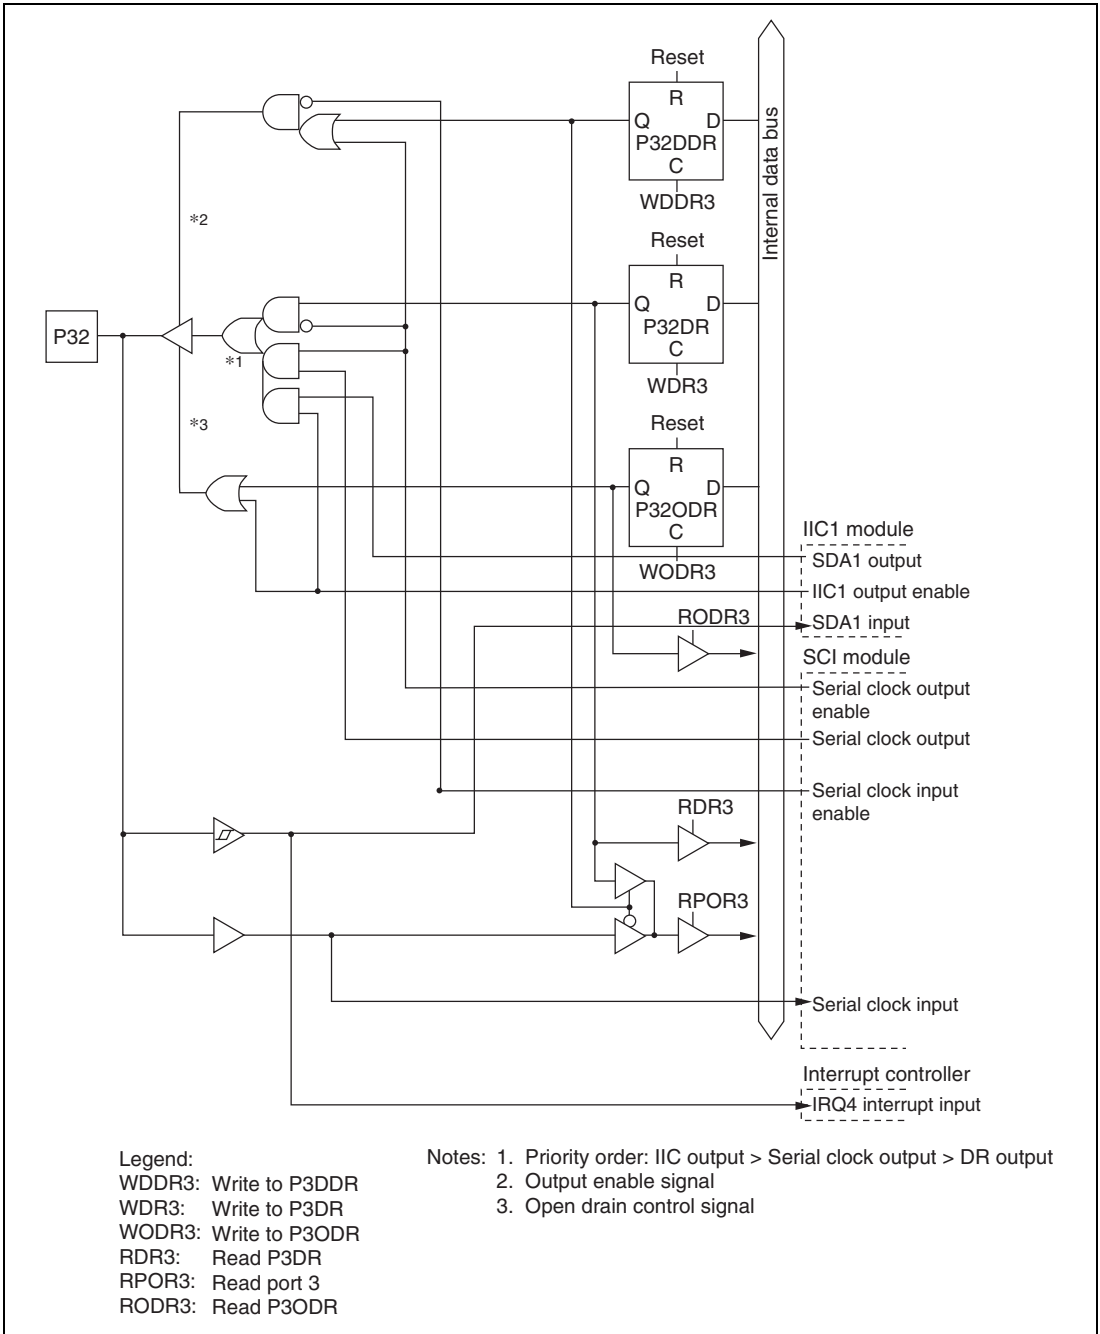 Reset
R
Q D
P32DDR
C
WDDR3
Internal data bus
*2
Reset
R
Q D
P32DR
C
WDR3
P32
*1
*3
Reset
R
Q D
P32ODR
C
WODR3
IIC1 module
SDA1 output
IIC1 output enable
SDA1 input
RODR3
SCI module
Serial clock output
enable
Serial clock output
Serial clock input
enable
RDR3
RPOR3
Serial clock input
Interrupt controller
IRQ4 interrupt input
Legend:
WDDR3: Write to P3DDR
WDR3: Write to P3DR
WODR3: Write to P3ODR
RDR3: Read P3DR
RPOR3: Read port 3
RODR3: Read P3ODR
Notes: 1. Priority order: IIC output > Serial clock output > DR output
2. Output enable signal
3. Open drain control signal